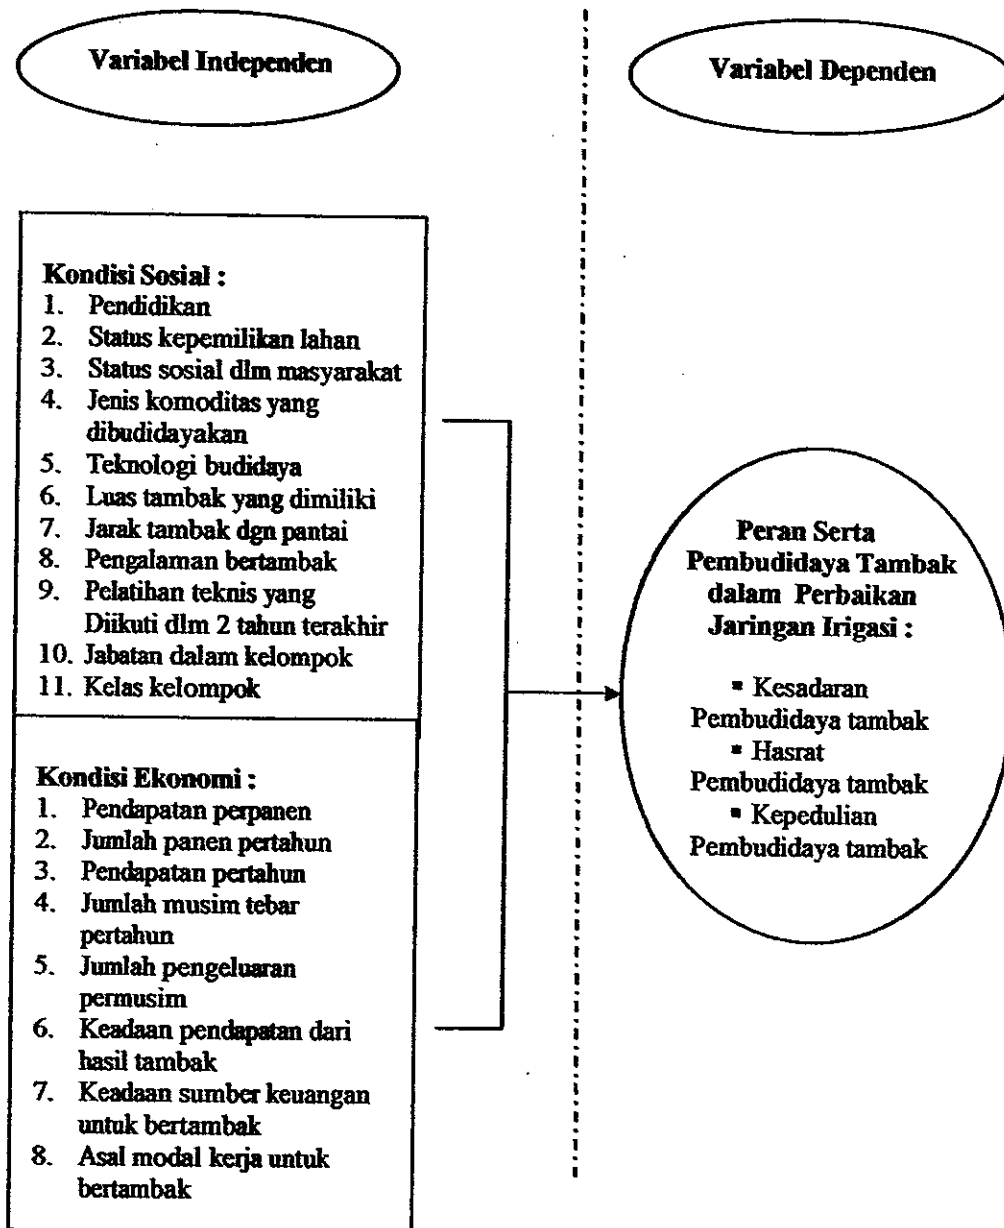 Variabel Independen
Variabel Dependen
Kondisi Sosial :
1. Pendidikan
2. Status kepemilikan lahan
3. Status sosial dlm masyarakat
4. Jenis komoditas yang
dibudidayakan
5. Teknologi budidaya
6. Luas tambak yang dimiliki
7. Jarak tambak dgn pantai
8. Pengalaman bertambak
9. Pelatihan teknis yang
Diikuti dlm 2 tahun terakhir
10. Jabatan dalam kelompok
11. Kelas kelompok
Kondisi Ekonomi :
1. Pendapatan perpanen
2. Jumlah panen pertahun
3. Pendapatan pertahun
4. Jumlah musim tebar
pertahun
5. Jumlah pengeluaran
permusim
6. Keadaan pendapatan dari
hasil tambak
7. Keadaan sumber keuangan
untuk bertambak
8. Asal modal kerja untuk
bertambak
Peran Serta
Pembudidaya Tambak
dalam Perbaikan
Jaringan Irigasi :
▪ Kesadaran
Pembudidaya tambak
▪ Hasrat
Pembudidaya tambak
▪ Kepedulian
Pembudidaya tambak